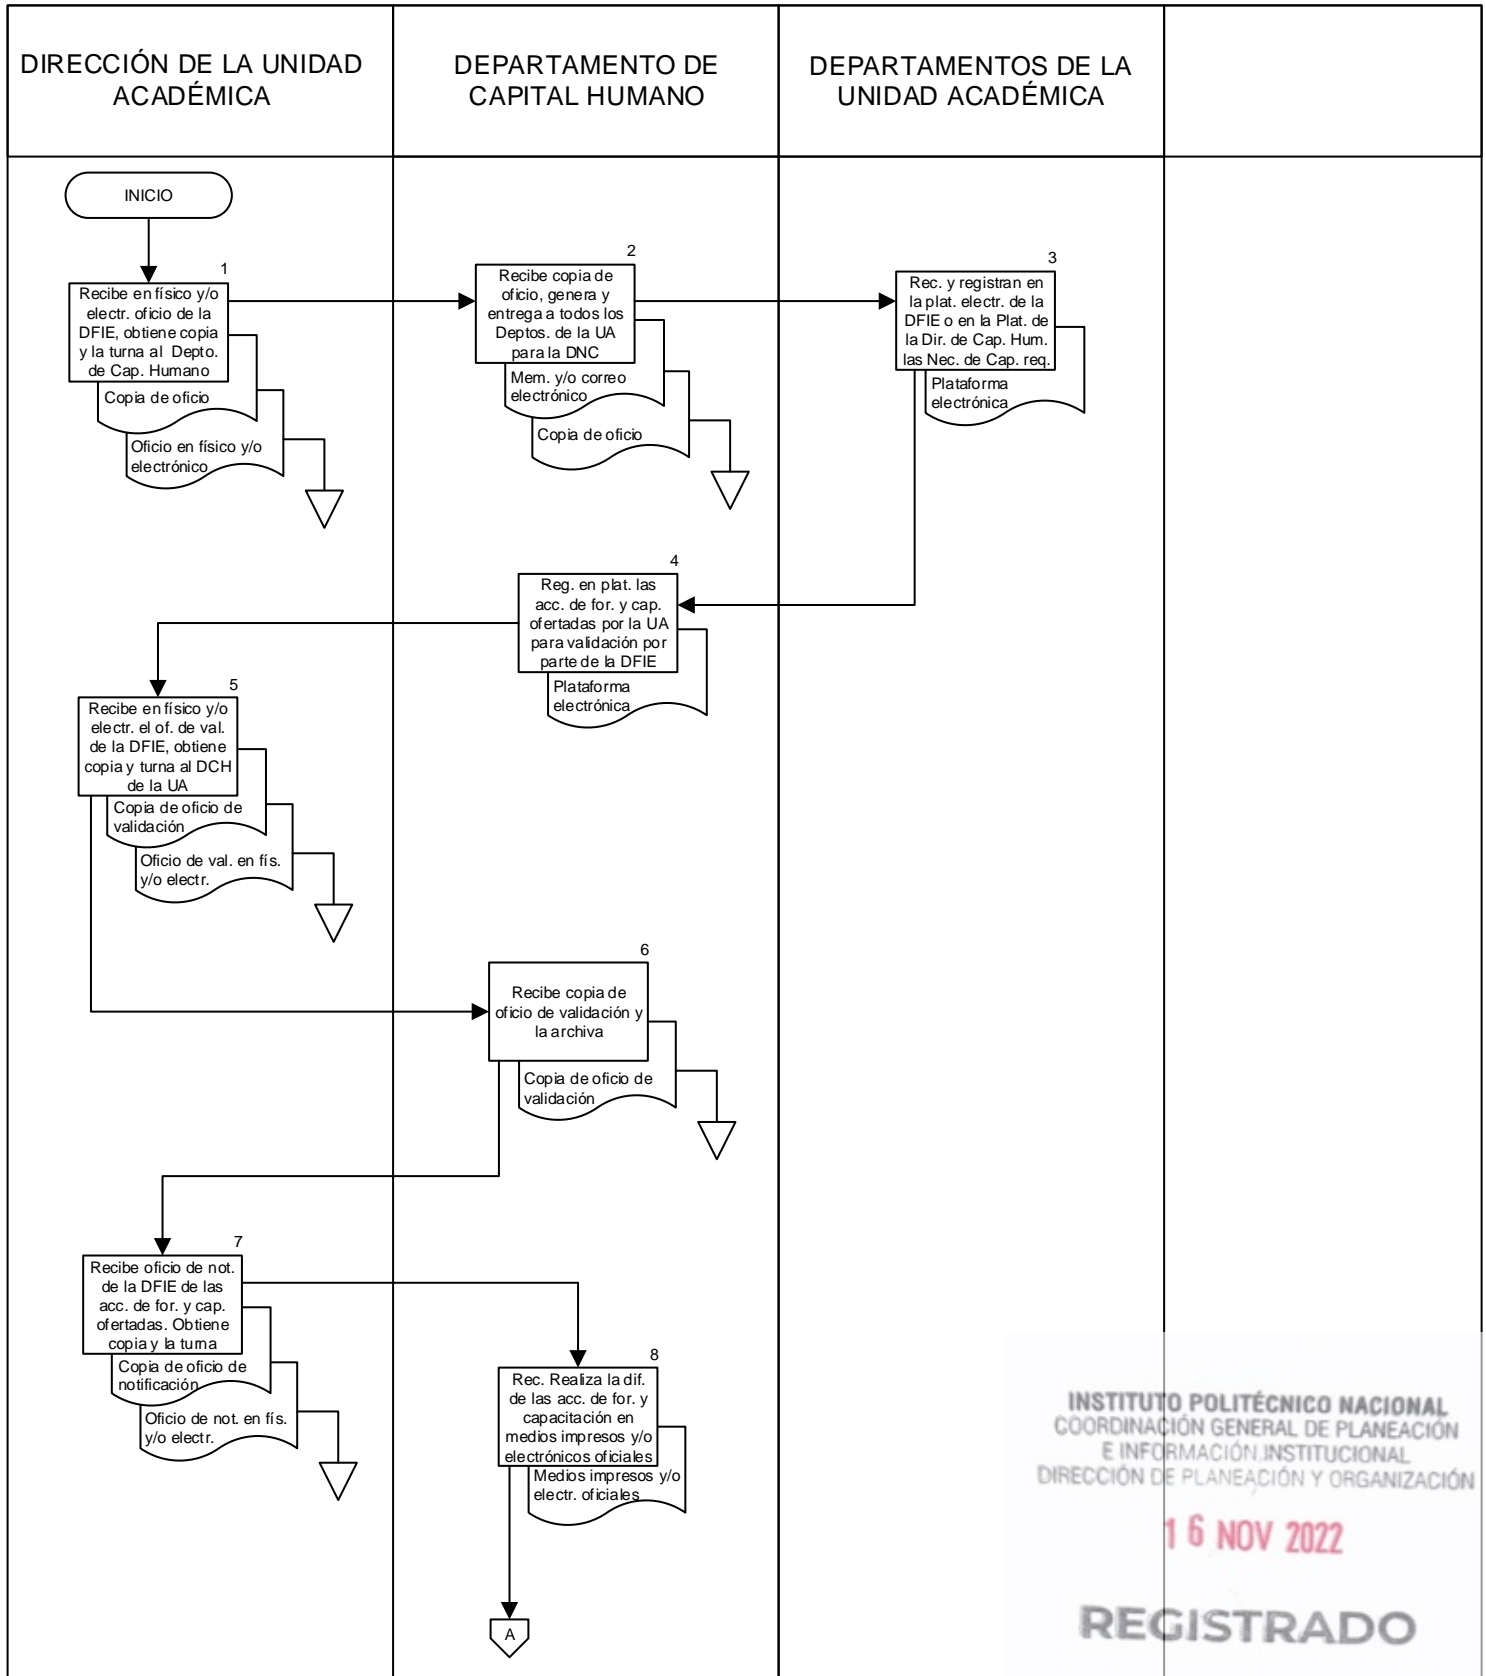 DIRECCIÓN DE LA UNIDAD
ACADÉMICA
DEPARTAMENTO DE
CAPITAL HUMANO
DEPARTAMENTOS DE LA
UNIDAD ACADÉMICA
INICIO
1
Recibe en físico y/o
electr. oficio de la
DFIE, obtiene copia
y la turna al Depto.
de Cap. Humano
Copia de oficio
Oficio en físico y/o
electrónico
2
Recibe copia de
oficio, genera y
entrega a todos los
Deptos. de la UA
para la DNC
Mem. y/o correo
electrónico
Copia de oficio
3
Rec. y registran en
la plat. electr. de la
DFIE o en la Plat. de
la Dir. de Cap. Hum.
las Nec. de Cap. req.
Plataforma
electrónica
4
Reg. en plat. las
acc. de for. y cap.
ofertadas por la UA
para validación por
parte de la DFIE
Plataforma
electrónica
5
Recibe en físico y/o
electr. el of. de val.
de la DFIE, obtiene
copia y turna al DCH
de la UA
Copia de oficio de
validación
Oficio de val. en fís.
y/o electr.
6
Recibe copia de
oficio de validación y
la archiva
Copia de oficio de
validación
7
Recibe oficio de not.
de la DFIE de las
acc. de for. y cap.
ofertadas. Obtiene
copia y la turna
Copia de oficio de
notificación
Oficio de not. en fís.
y/o electr.
8
Rec. Realiza la dif.
de las acc. de for. y
capacitación en
medios impresos y/o
electrónicos oficiales
Medios impresos y/o
electr. oficiales
A
INSTITUTO POLITÉCNICO NACIONAL
COORDINACIÓN GENERAL DE PLANEACIÓN
E INFORMACIÓN INSTITUCIONAL
DIRECCIÓN DE PLANEACIÓN Y ORGANIZACIÓN
16 NOV 2022
REGISTRADO